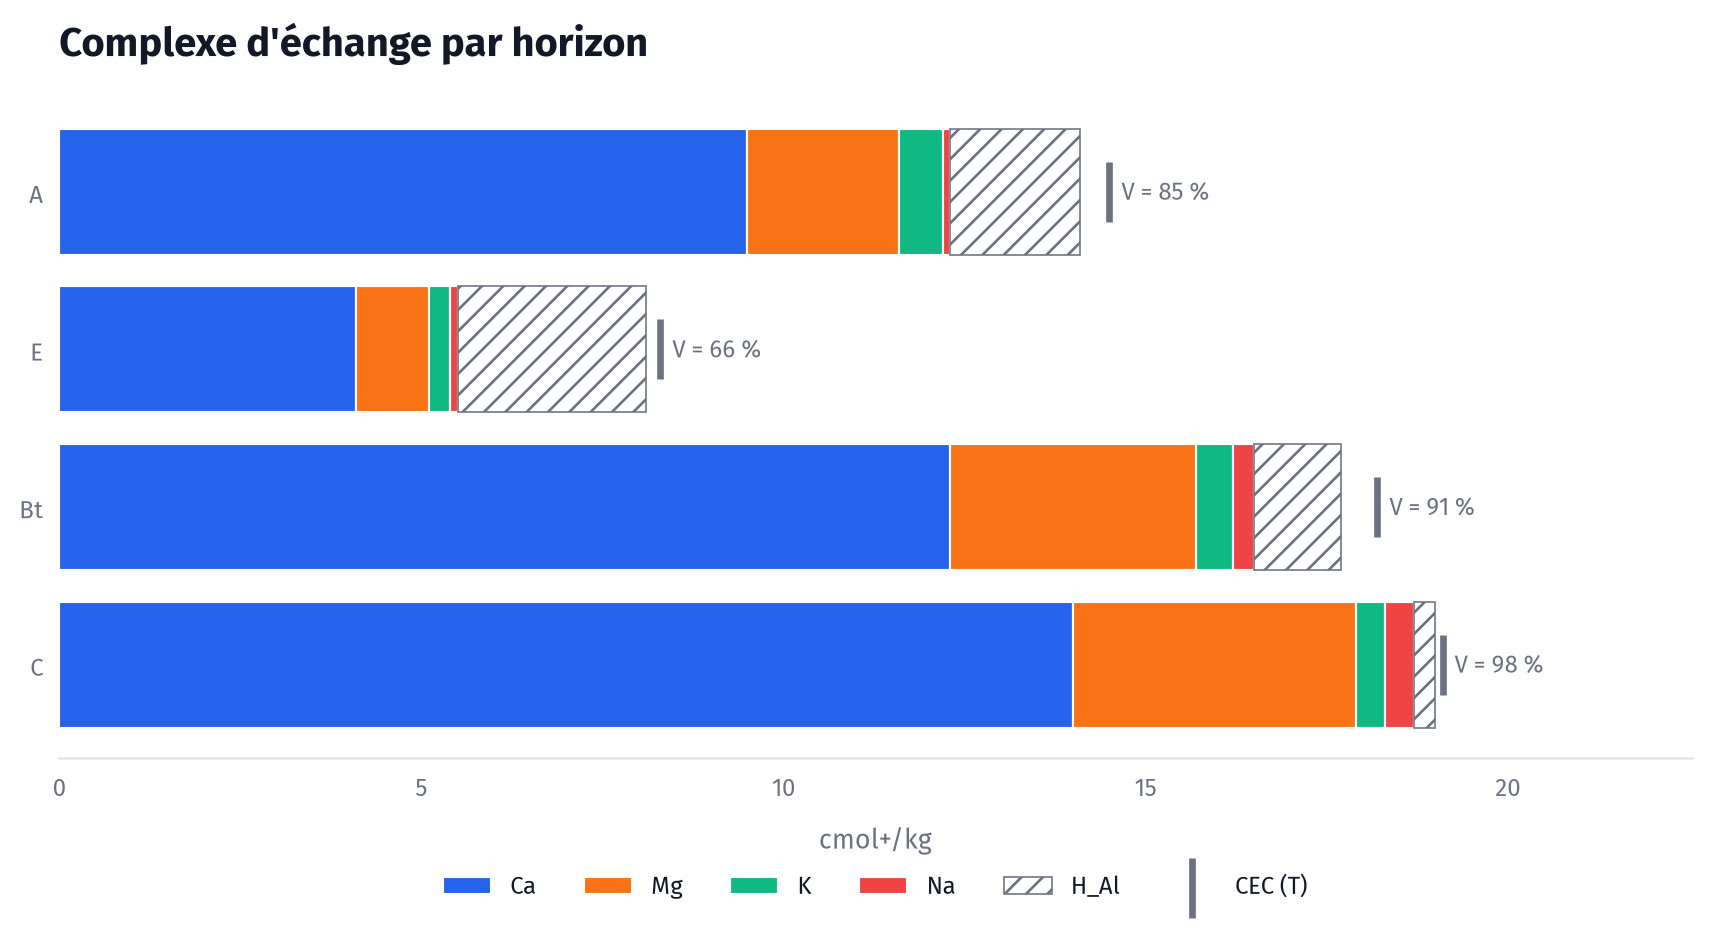 Complexe d'échange par horizon
A
V = 85 %
E
V = 66 %
Bt
V = 91 %
C
V = 98 %
0 5 10 15 20
cmol+/kg
Ca Mg K Na H_Al CEC (T)